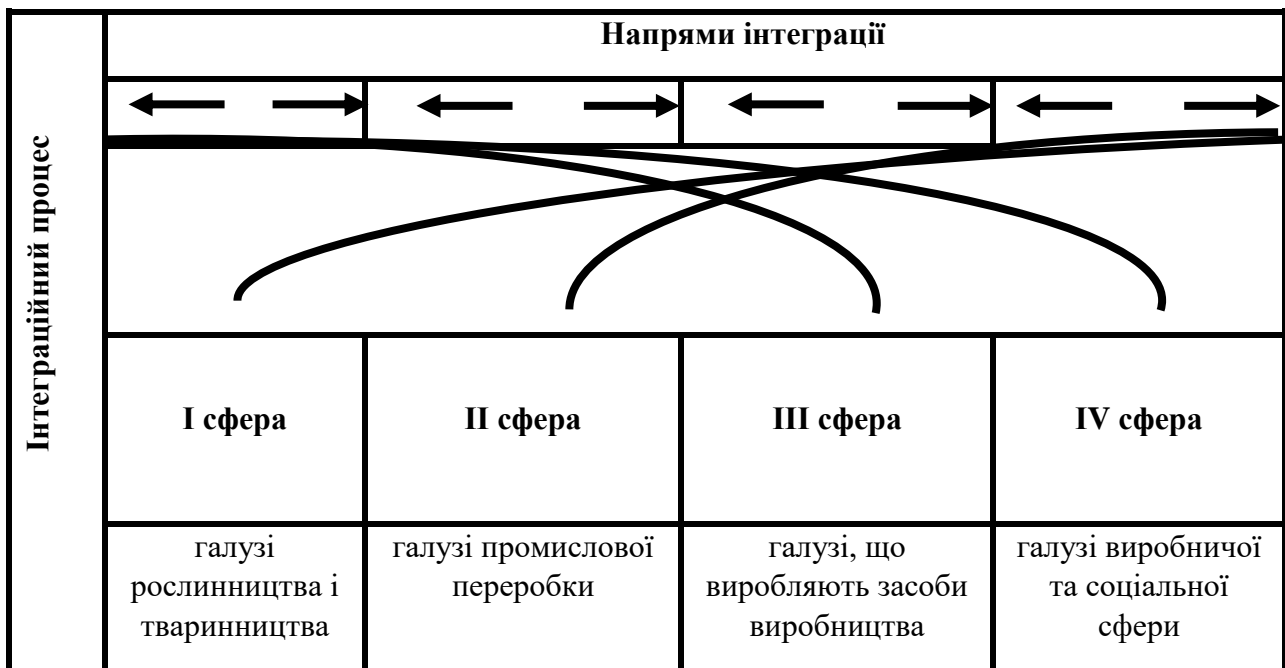 Напрями інтеграції
Інтеграційний процес
І сфера
ІІ сфера
ІІІ сфера
IV сфера
галузі
рослинництва і
тваринництва
галузі промислової
переробки
галузі, що
виробляють засоби
виробництва
галузі виробничої
та соціальної
сфери